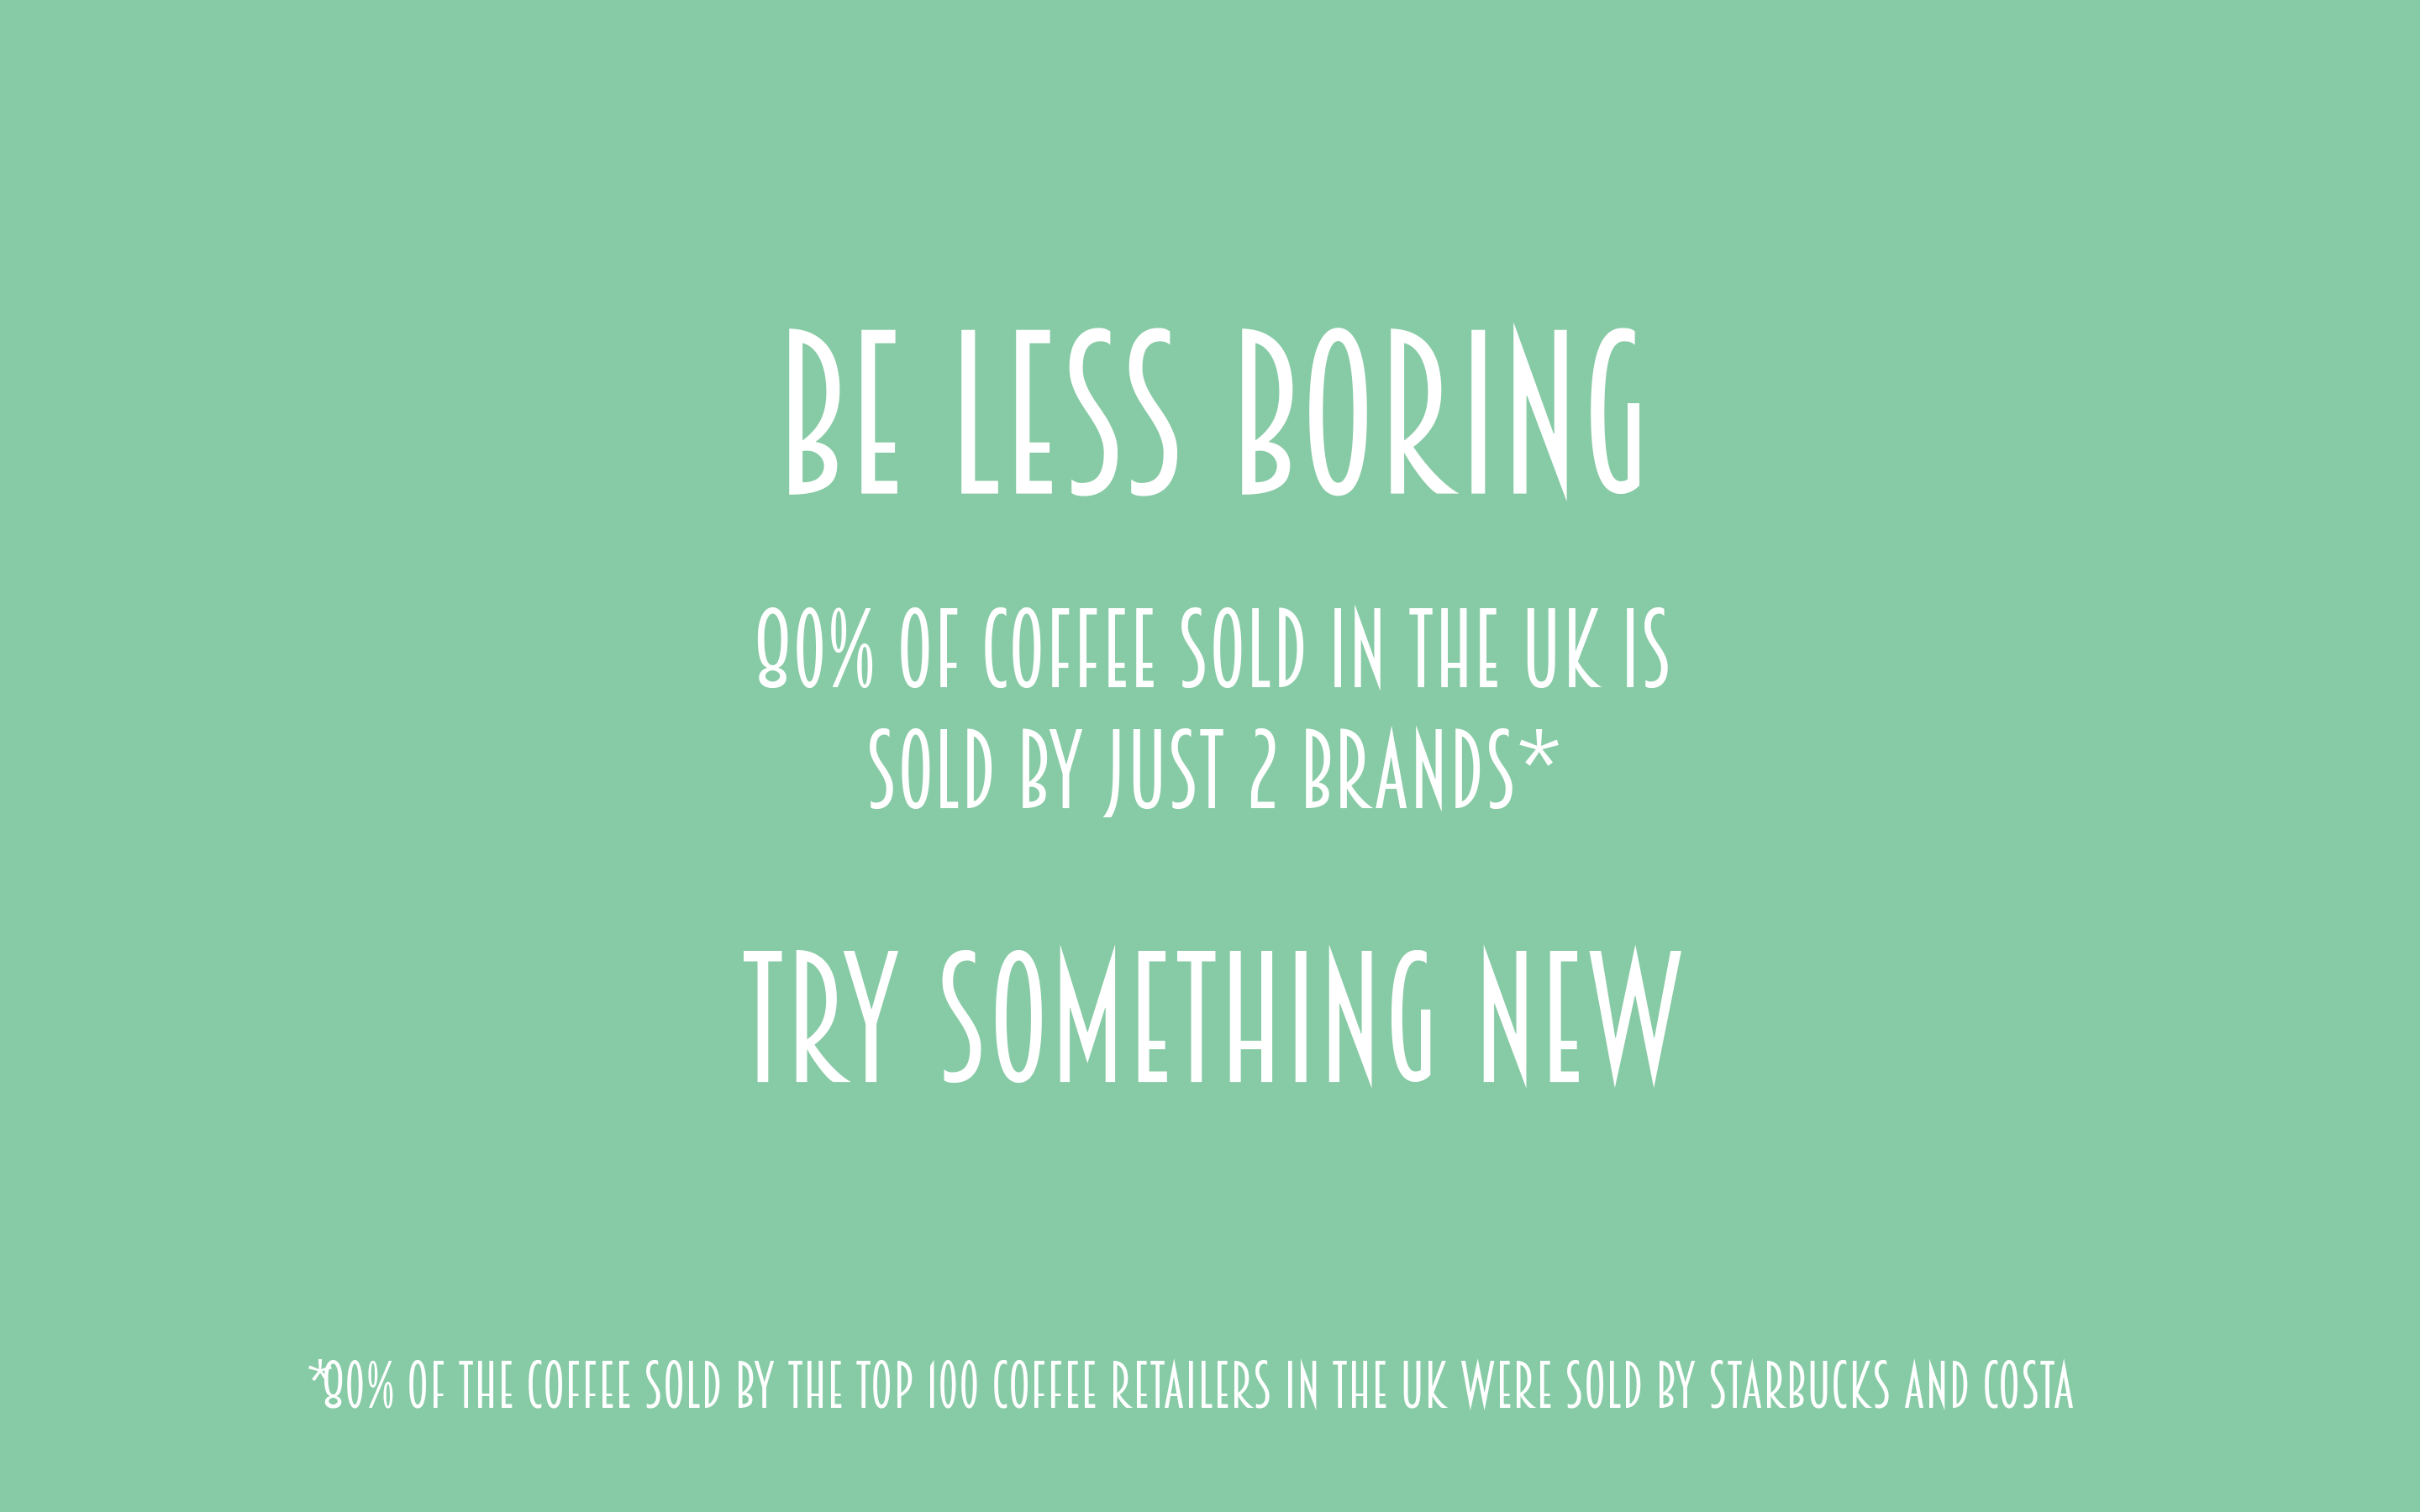 BE LESS BORING
80% OF COFFEE SOLD IN THE UK IS
SOLD BY JUST 2 BRANDS*
TRY SOMETHING NEW
*80% OF THE COFFEE SOLD BY THE TOP 100 COFFEE RETAILERS IN THE UK WERE SOLD BY STARBUCKS AND COSTA